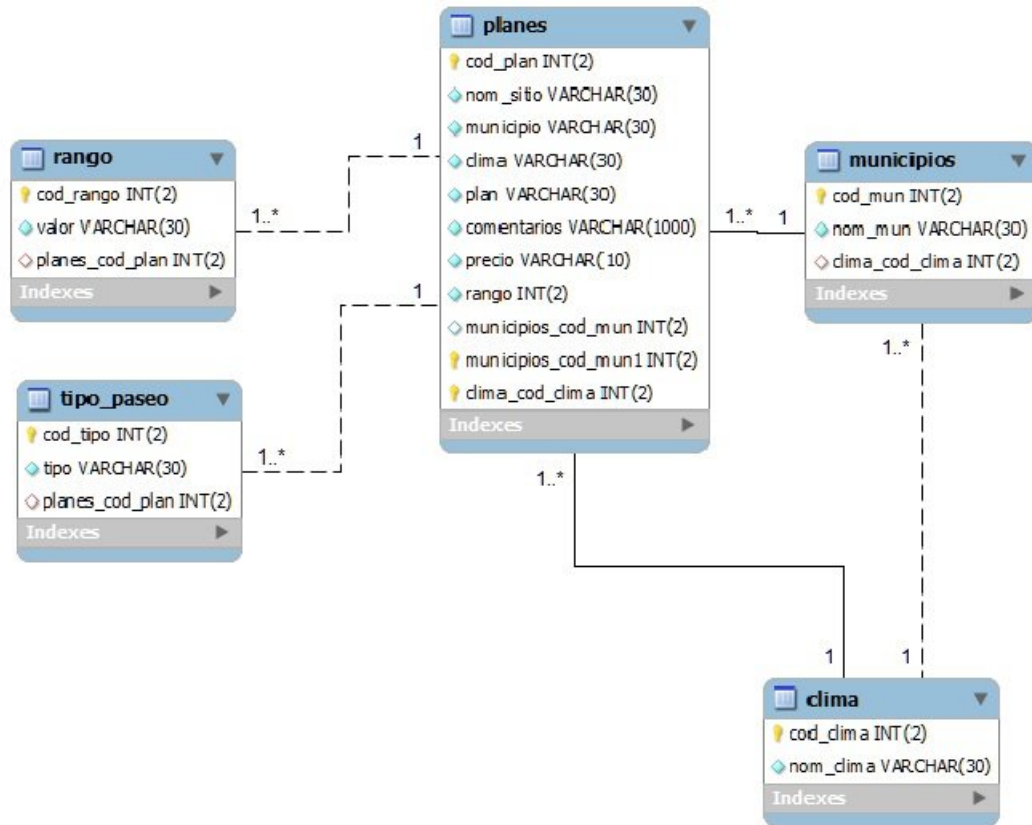 planes
cod_plan INT(2)
nom_sitio VARCHAR(30)
municipio VARCHAR(30)
clima VARCHAR(30)
plan VARCHAR(30)
comentarios VARCHAR(1000)
precio VARCHAR(10)
rango INT(2)
municipios_cod_mun INT(2)
municipios_cod_mun1 INT(2)
clima_cod_clima INT(2)
Indexes
rango
cod_rango INT(2)
valor VARCHAR(30)
planes_cod_plan INT(2)
Indexes
1
1..*
tipo_paseo
cod_tipo INT(2)
tipo VARCHAR(30)
planes_cod_plan INT(2)
Indexes
1
1..*
municipios
cod_mun INT(2)
nom_mun VARCHAR(30)
clima_cod_clima INT(2)
Indexes
1..*
1
1..*
1..*
1
1
clima
cod_clima INT(2)
nom_clima VARCHAR(30)
Indexes